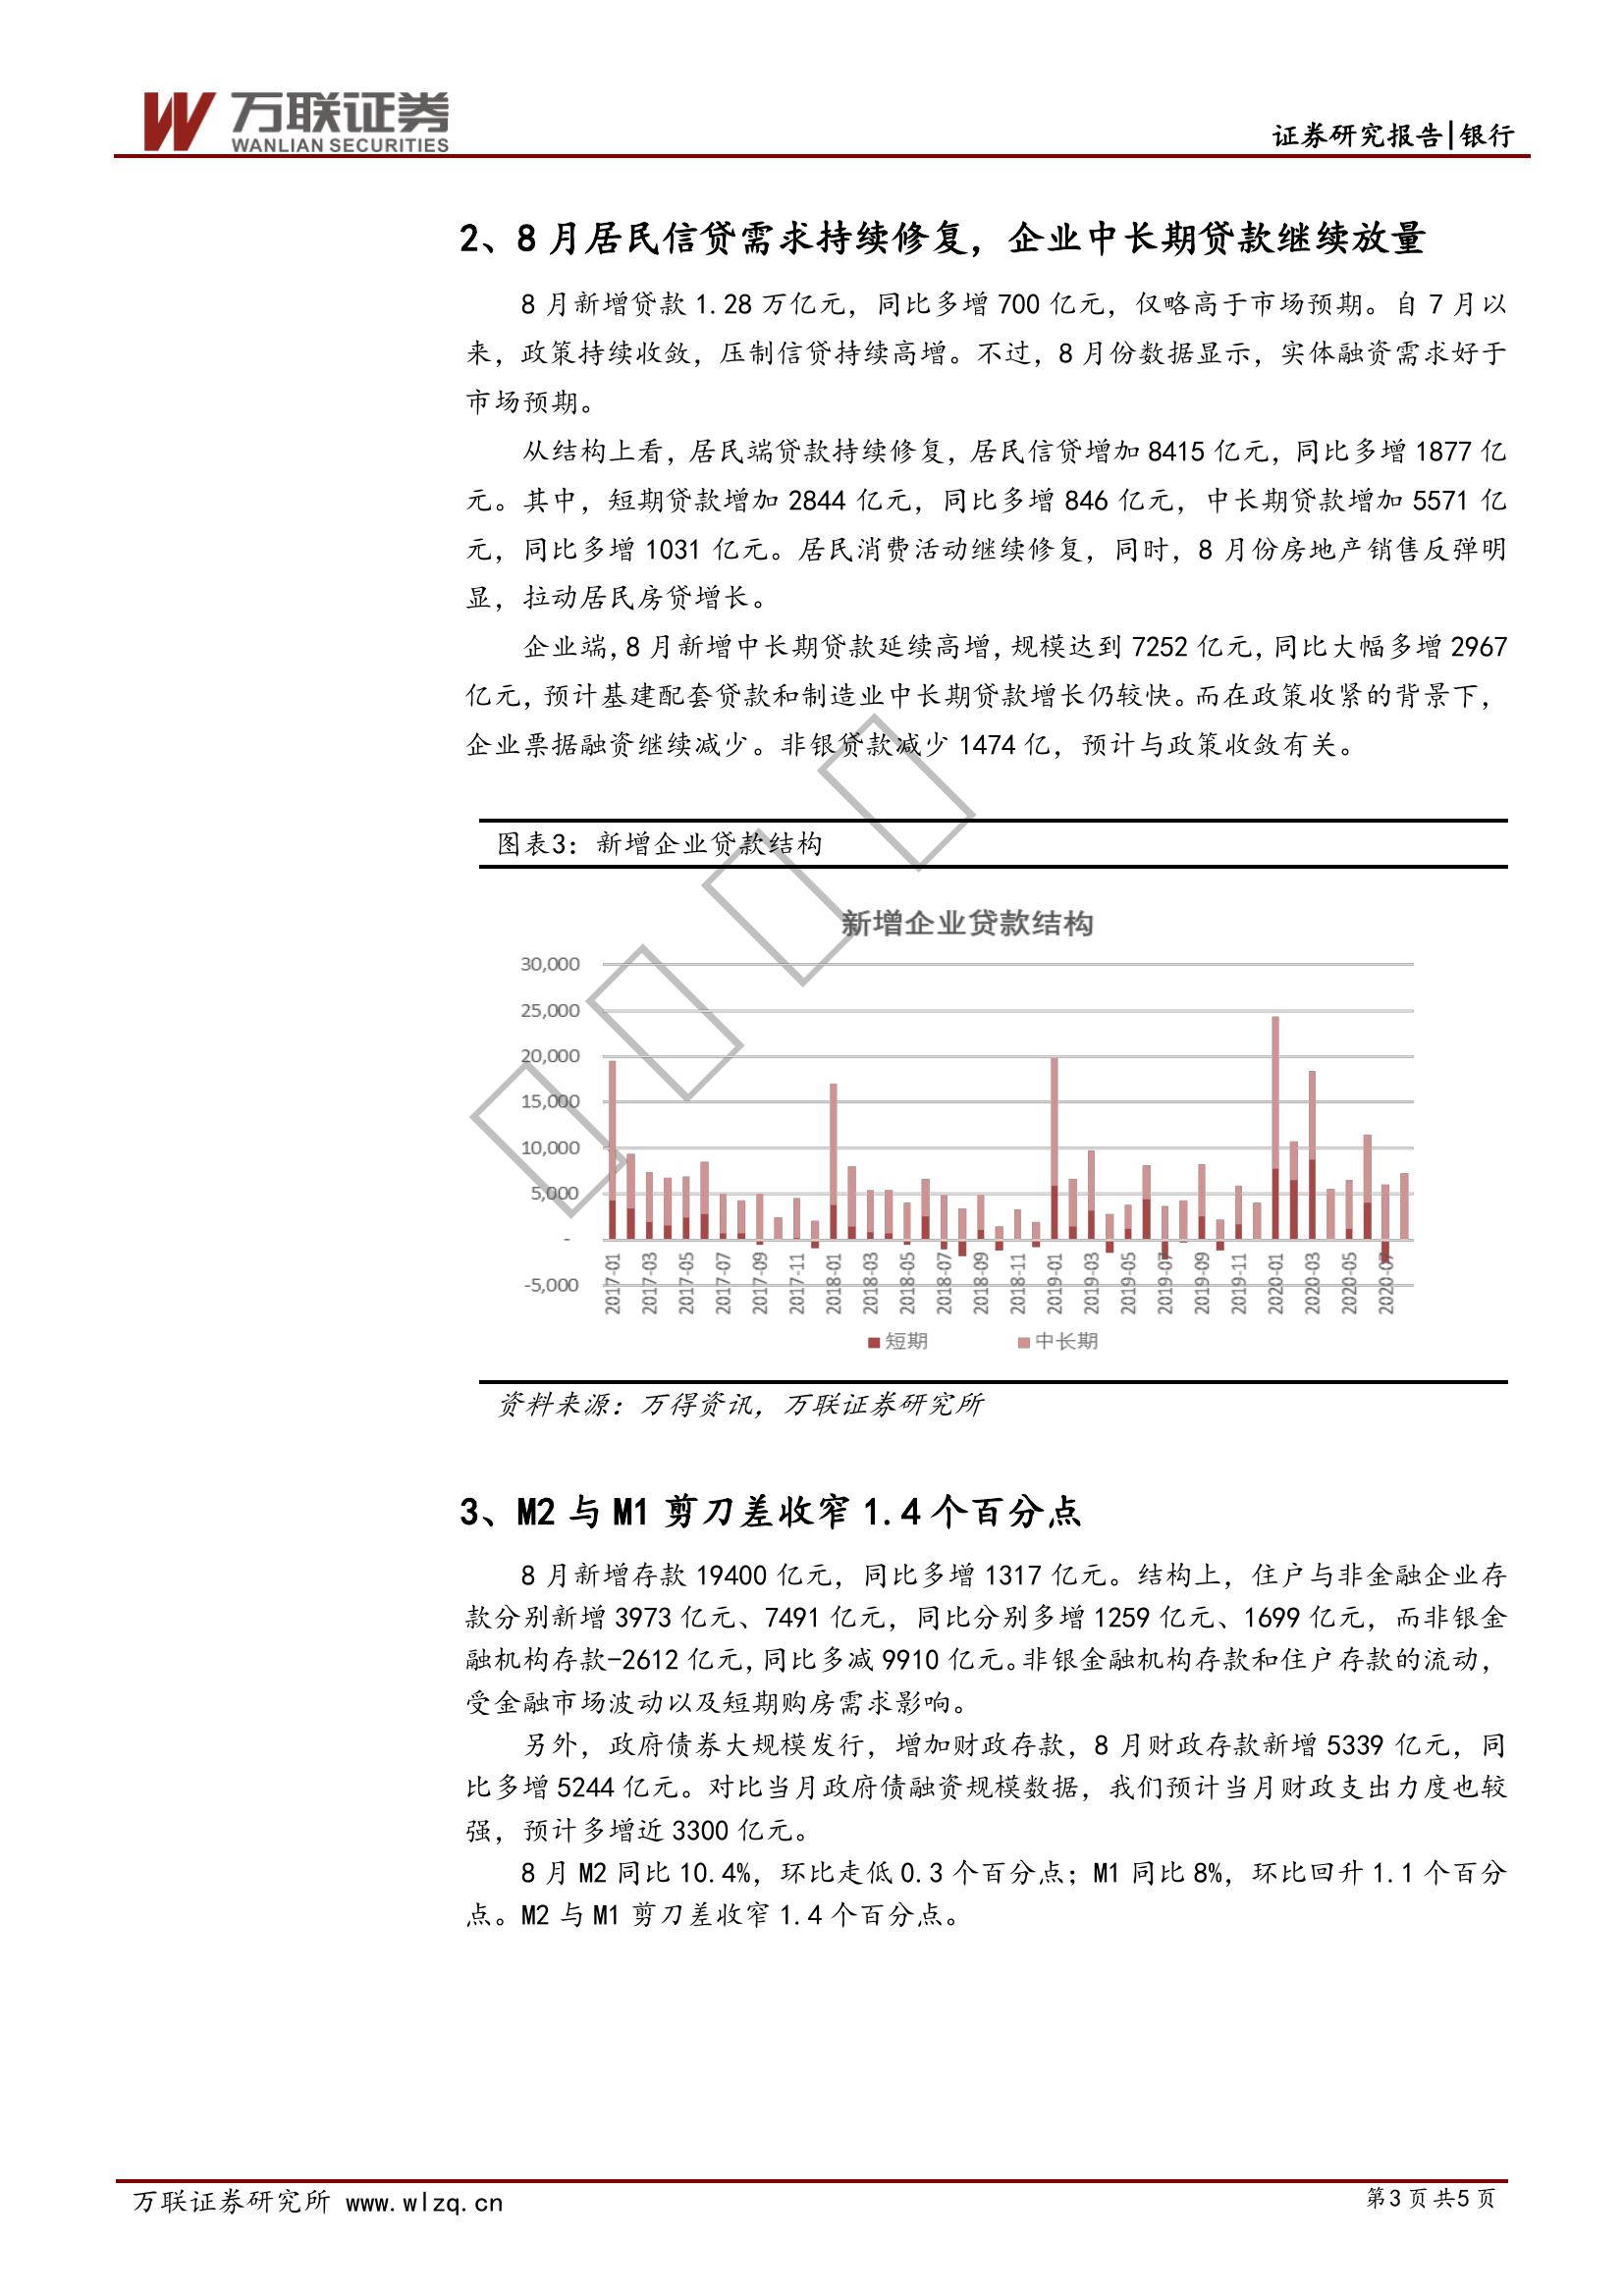 万联证券
WANLIAN SECURITIES
证券研究报告|银行
2、8 月居民信贷需求持续修复，企业中长期贷款继续放量
8 月新增贷款 1.28 万亿元，同比多增 700 亿元，仅略高于市场预期。自 7 月以
来，政策持续收敛，压制信贷持续高增。不过，8 月份数据显示，实体融资需求好于
市场预期。
从结构上看，居民端贷款持续修复，居民信贷增加 8415 亿元，同比多增 1877 亿
元。其中，短期贷款增加 2844 亿元，同比多增 846 亿元，中长期贷款增加 5571 亿
元，同比多增 1031 亿元。居民消费活动继续修复，同时，8 月份房地产销售反弹明
显，拉动居民房贷增长。
企业端，8 月新增中长期贷款延续高增，规模达到 7252 亿元，同比大幅多增 2967
亿元，预计基建配套贷款和制造业中长期贷款增长仍较快。而在政策收紧的背景下，
企业票据融资继续减少。非银贷款减少 1474 亿，预计与政策收敛有关。
图表3：新增企业贷款结构
新增企业贷款结构
30,000
25,000
20,000
15,000
10,000
5,000
-
-5,000
2017-01 2017-03 2017-05 2017-07 2017-09 2017-11 2018-01 2018-03 2018-05 2018-07 2018-09 2018-11 2019-01 2019-03 2019-05 2019-07 2019-09 2019-11 2020-01 2020-03 2020-05 2020-07
短期 中长期
资料来源：万得资讯，万联证券研究所
3、M2 与 M1 剪刀差收窄 1.4 个百分点
8 月新增存款 19400 亿元，同比多增 1317 亿元。结构上，住户与非金融企业存
款分别新增 3973 亿元、7491 亿元，同比分别多增 1259 亿元、1699 亿元，而非银金
融机构存款-2612 亿元，同比多减 9910 亿元。非银金融机构存款和住户存款的流动，
受金融市场波动以及短期购房需求影响。
另外，政府债券大规模发行，增加财政存款，8 月财政存款新增 5339 亿元，同
比多增 5244 亿元。对比当月政府债融资规模数据，我们预计当月财政支出力度也较
强，预计多增近 3300 亿元。
8 月 M2 同比 10.4%，环比走低 0.3 个百分点；M1 同比 8%，环比回升 1.1 个百分
点。M2 与 M1 剪刀差收窄 1.4 个百分点。
万联证券研究所 www.wlzq.cn
第 3 页 共 5 页